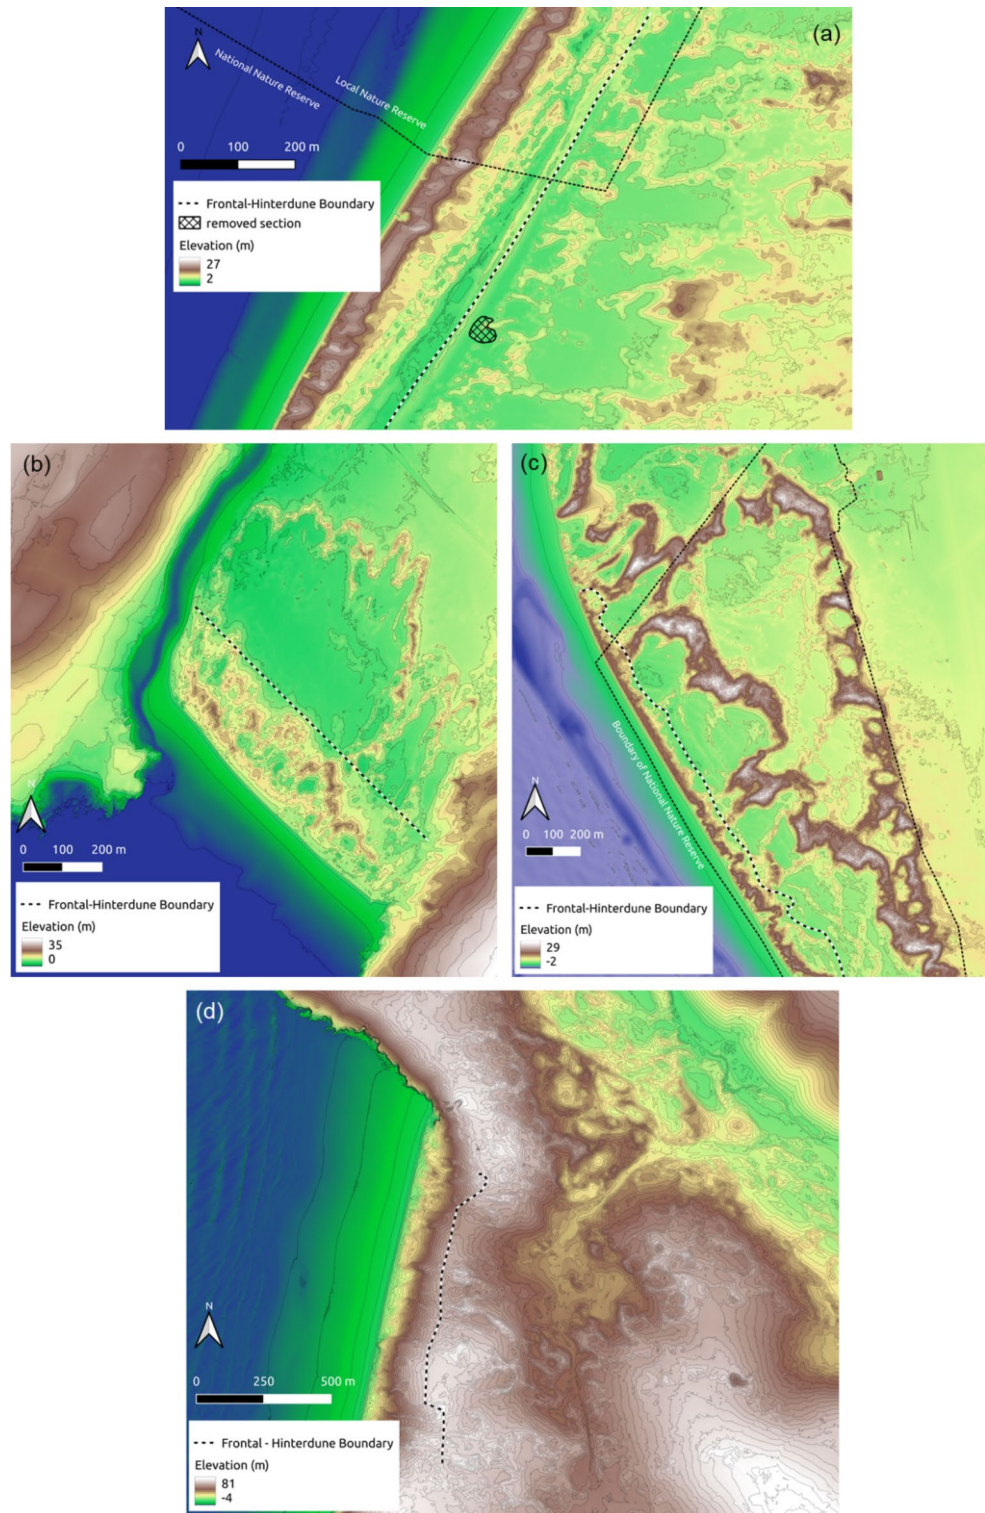 (a)
N
National Nature Reserve
Local Nature Reserve
0 100 200 m
Frontal-Hinterdune Boundary
removed section
Elevation (m)
27
2
(b)
N
0 100 200 m
Frontal-Hinterdune Boundary
Elevation (m)
35
0
(c)
Boundary of National Nature Reserve
N
0 100 200 m
Frontal-Hinterdune Boundary
Elevation (m)
29
-2
(d)
N
0 250 500 m
Frontal - Hinterdune Boundary
Elevation (m)
81
-4